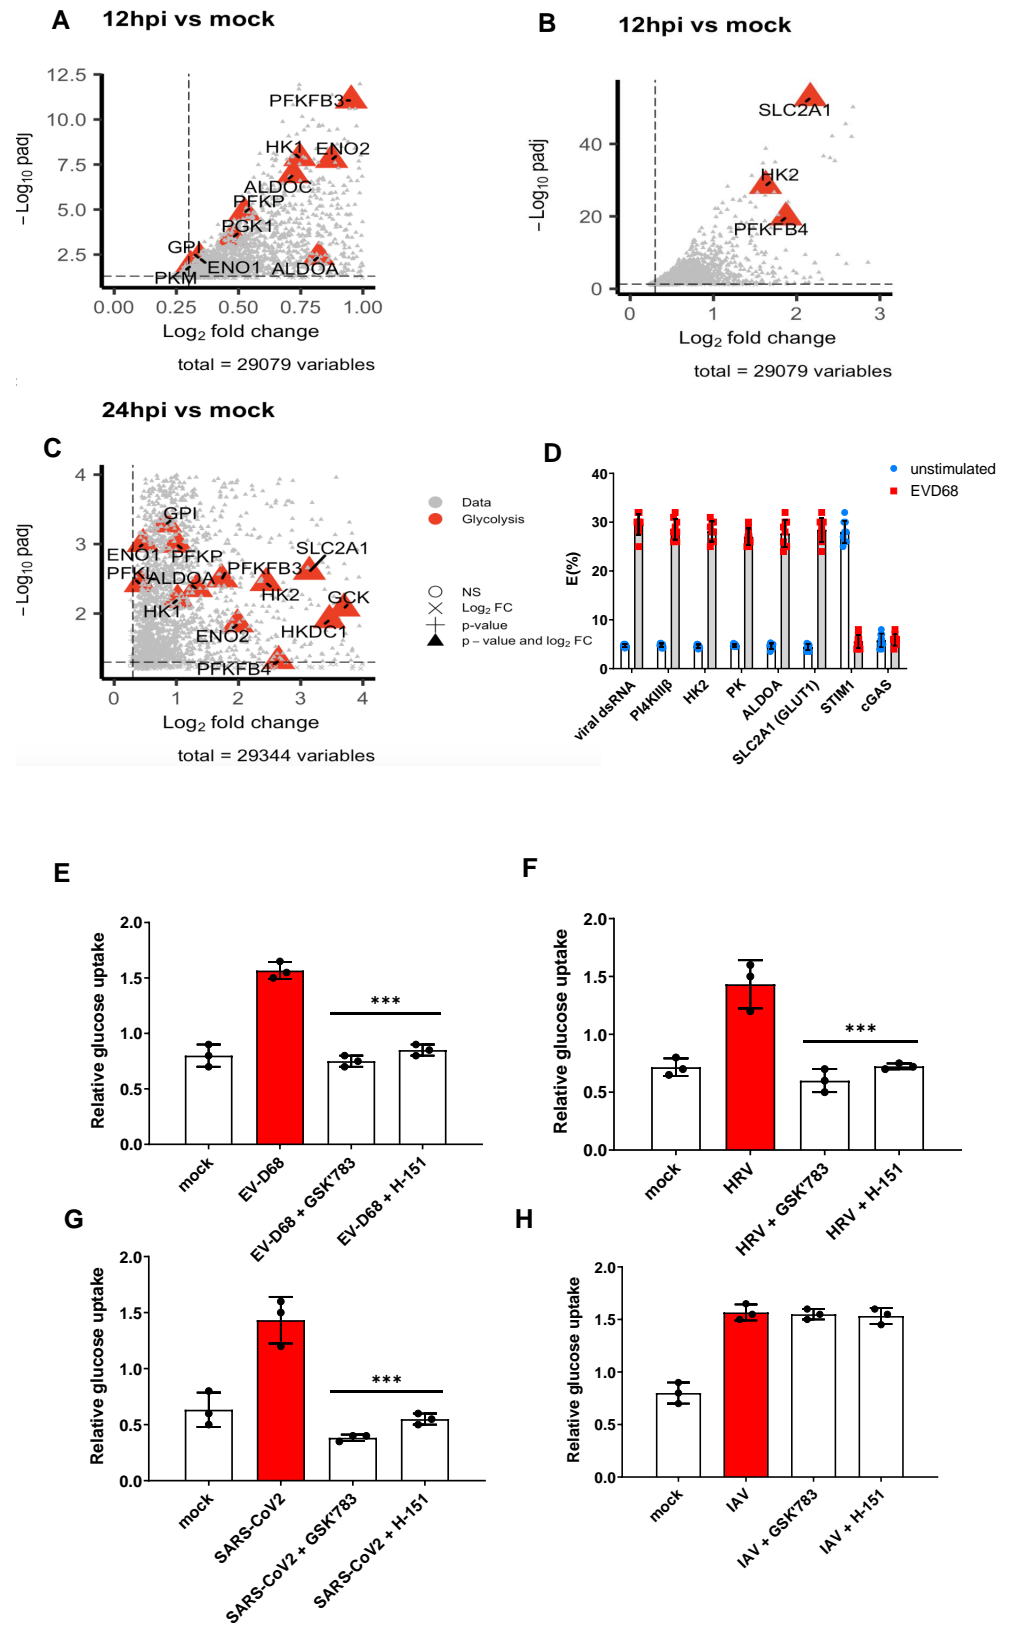 A
12hpi vs mock
12.5
10.0
7.5
5.0
2.5
– Log10 padj
PFKFB3
HK1
ENO2
ALDOC
PFKP
PGK1
GPI
ENO1
ALDOA
PKM
0.00 0.25 0.50 0.75 1.00
Log2 fold change
total = 29079 variables
B
12hpi vs mock
40
20
0
– Log10 padj
SLC2A1
HK2
PFKFB4
0 1 2 3
Log2 fold change
total = 29079 variables
24hpi vs mock
C
4
3
2
– Log10 padj
GPI
ENO1
PFKP
SLC2A1
PFKL
ALDOA
PFKFB3
HK2
GCK
HK1
ENO2
HKDC1
PFKFB4
0 1 2 3 4
Log2 fold change
total = 29344 variables
Data
Glycolysis
NS
Log2 FC
p-value
p – value and log2 FC
D
unstimulated
EVD68
40
30
20
10
0
E(%)
viral dsRNA
PI4KIIIβ
HK2
PK
ALDOA
SLC2A1 (GLUT1)
STIM1
cGAS
E
2.0
1.5
1.0
0.5
0.0
Relative glucose uptake
***
mock
EV-D68
EV-D68 + GSK'783
EV-D68 + H-151
F
2.0
1.5
1.0
0.5
0.0
Relative glucose uptake
***
mock
HRV
HRV + GSK'783
HRV + H-151
G
2.0
1.5
1.0
0.5
0.0
Relative glucose uptake
***
mock
SARS-CoV2
SARS-CoV2 + GSK'783
SARS-CoV2 + H-151
H
2.0
1.5
1.0
0.5
0.0
Relative glucose uptake
mock
IAV
IAV + GSK'783
IAV + H-151